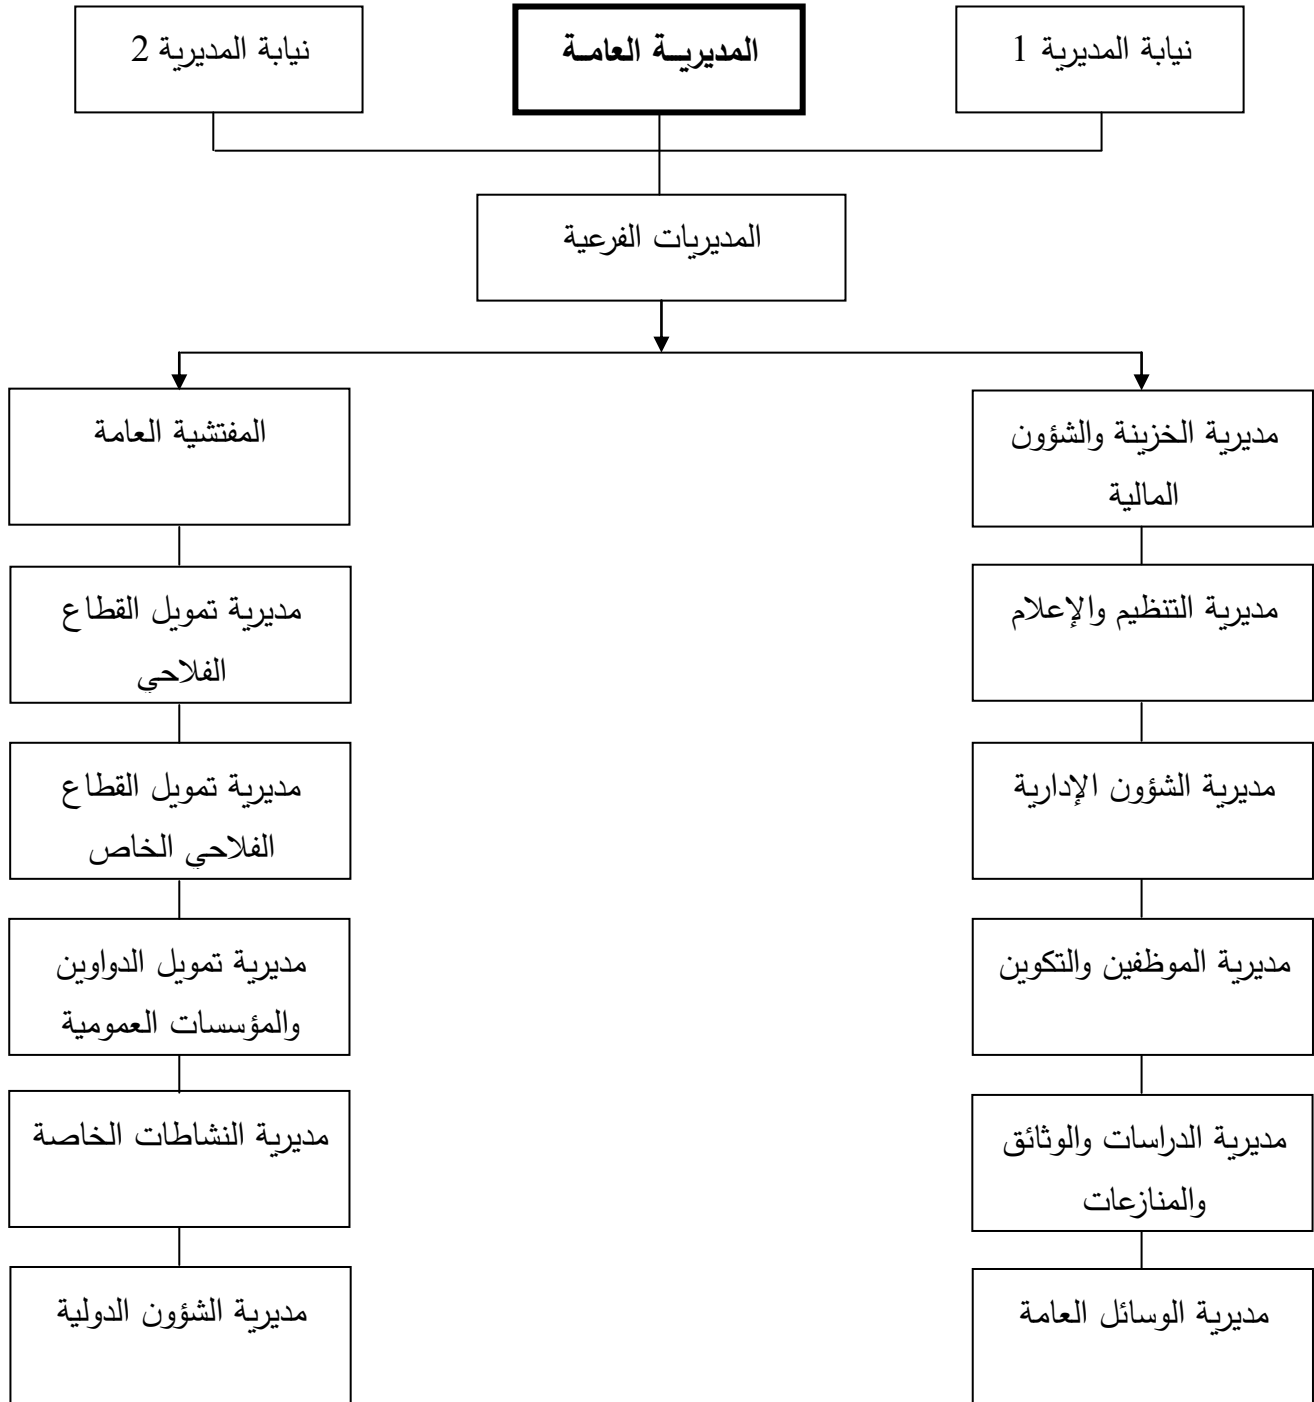 نيابة المديرية 1
المديريــة العامــة
نيابة المديرية 2
المديريات الفرعية
مديرية الخزينة والشؤون
المالية
المفتشية العامة
مديرية التنظيم والإعلام
مديرية تمويل القطاع
الفلاحي
مديرية الشؤون الإدارية
مديرية تمويل القطاع
الفلاحي الخاص
مديرية الموظفين والتكوين
مديرية تمويل الدواوين
والمؤسسات العمومية
مديرية الدراسات والوثائق
والمنازعات
مديرية النشاطات الخاصة
مديرية الوسائل العامة
مديرية الشؤون الدولية